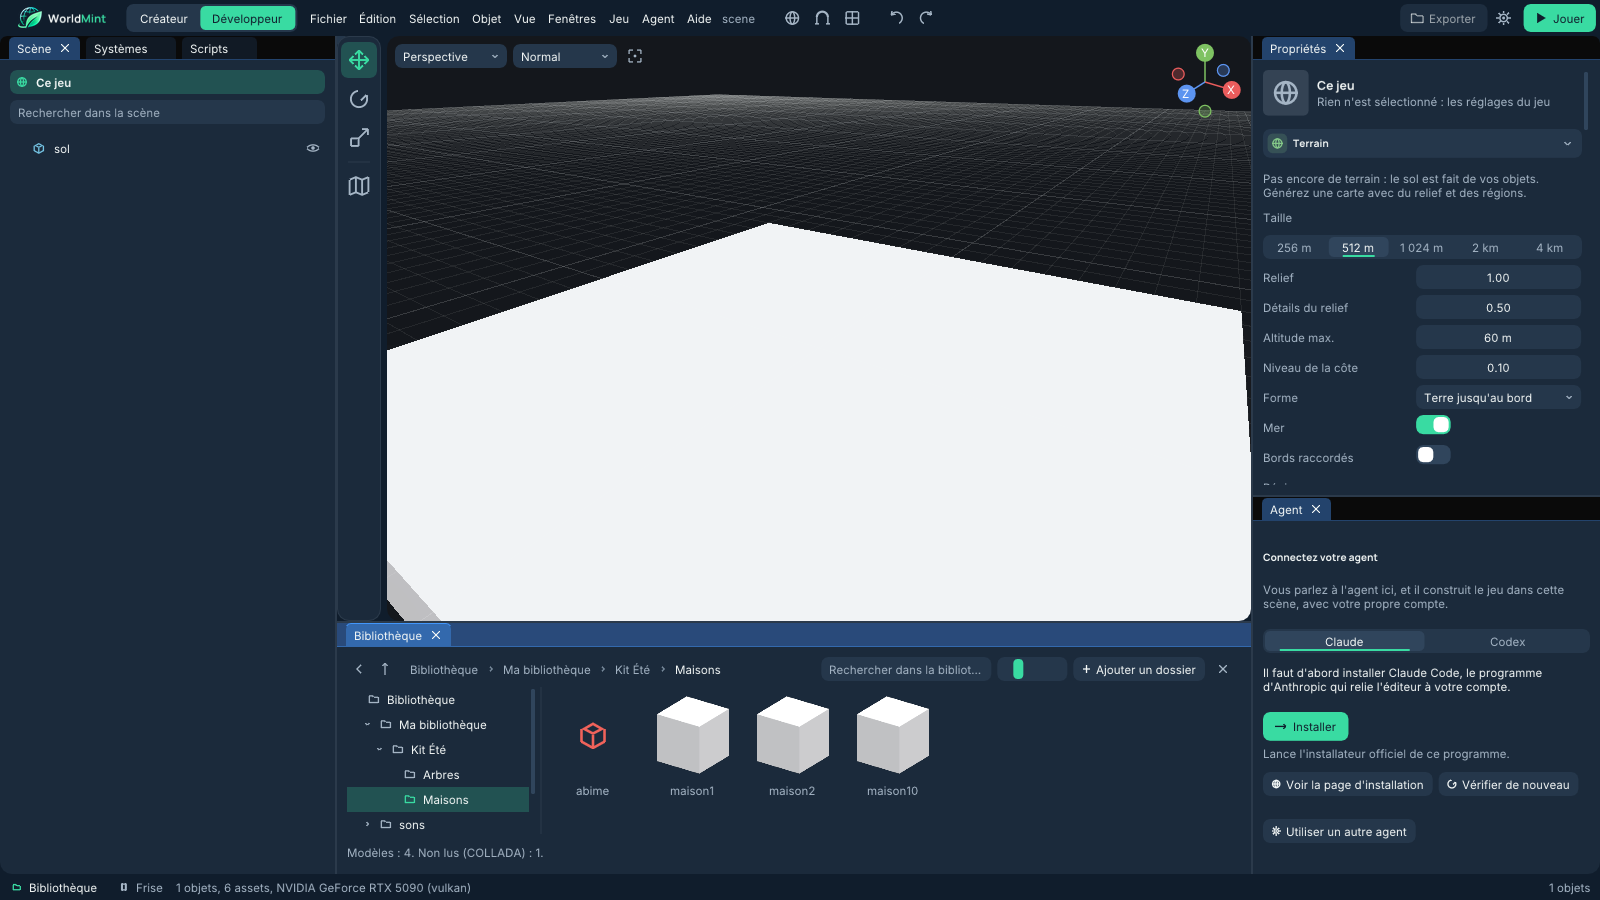 WorldMint
Créateur
Développeur
Fichier
Édition
Sélection
Objet
Vue
Fenêtres
Jeu
Agent
Aide
scene
Exporter
Jouer
Scène
Systèmes
Scripts
Ce jeu
Rechercher dans la scène
sol
Perspective
Normal
Y
X
Z
Propriétés
Ce jeu
Rien n'est sélectionné : les réglages du jeu
Terrain
Pas encore de terrain : le sol est fait de vos objets.
Générez une carte avec du relief et des régions.
Taille
256 m
512 m
1 024 m
2 km
4 km
Relief
1.00
Détails du relief
0.50
Altitude max.
60 m
Niveau de la côte
0.10
Forme
Terre jusqu'au bord
Mer
Bords raccordés
Agent
Connectez votre agent
Vous parlez à l'agent ici, et il construit le jeu dans cette
scène, avec votre propre compte.
Claude
Codex
Il faut d'abord installer Claude Code, le programme
d'Anthropic qui relie l'éditeur à votre compte.
Installer
Lance l'installateur officiel de ce programme.
Voir la page d'installation
Vérifier de nouveau
Utiliser un autre agent
Bibliothèque
Bibliothèque
Ma bibliothèque
Kit Été
Maisons
Rechercher dans la bibliot...
+ Ajouter un dossier
Bibliothèque
Ma bibliothèque
Kit Été
Arbres
Maisons
sons
abime
maison1
maison2
maison10
Modèles : 4. Non lus (COLLADA) : 1.
Bibliothèque
Frise
1 objets, 6 assets, NVIDIA GeForce RTX 5090 (vulkan)
1 objets